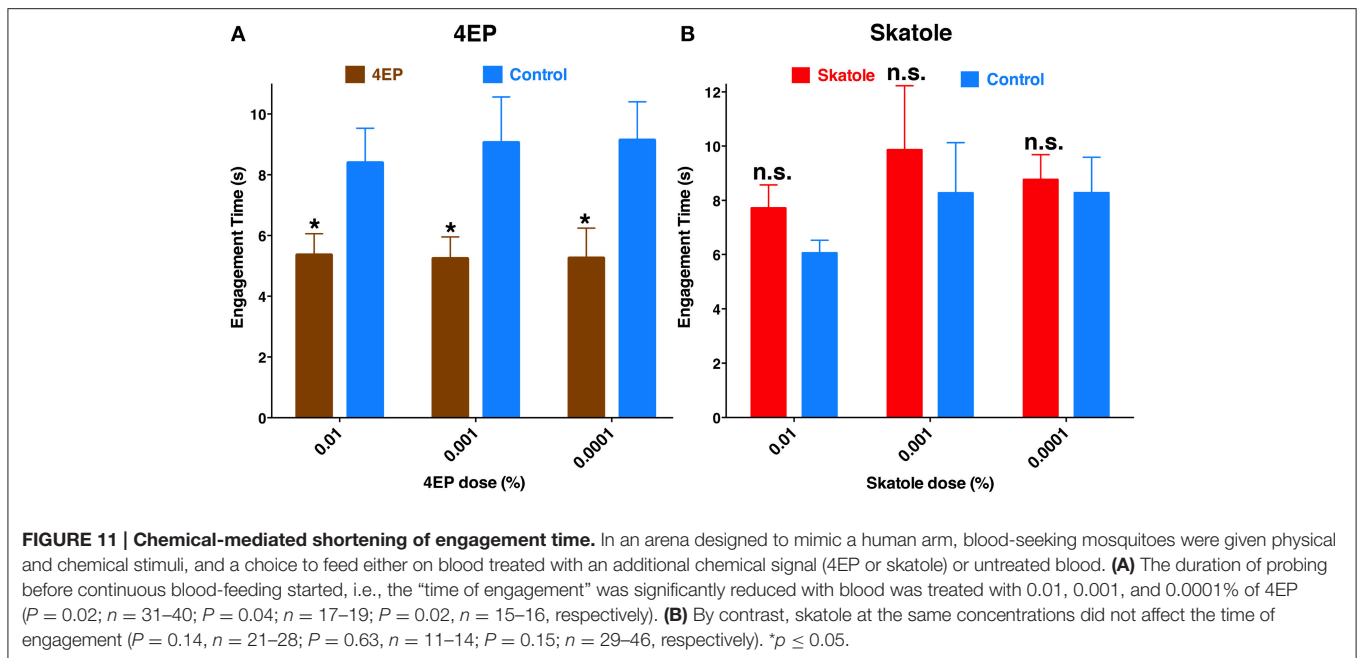 A
4EP
4EP
Control
Engagement Time (s)
10
8
6
4
2
0
*
*
*
0.01
0.001
0.0001
4EP dose (%)
B
Skatole
Skatole
Control
Engagement Time (s)
12
10
8
6
4
2
0
n.s.
n.s.
n.s.
0.01
0.001
0.0001
Skatole dose (%)
FIGURE 11 | Chemical-mediated shortening of engagement time. In an arena designed to mimic a human arm, blood-seeking mosquitoes were given physical
and chemical stimuli, and a choice to feed either on blood treated with an additional chemical signal (4EP or skatole) or untreated blood. (A) The duration of probing
before continuous blood-feeding started, i.e., the “time of engagement” was significantly reduced with blood was treated with 0.01, 0.001, and 0.0001% of 4EP
(P = 0.02; n = 31–40; P = 0.04; n = 17–19; P = 0.02, n = 15–16, respectively). (B) By contrast, skatole at the same concentrations did not affect the time of
engagement (P = 0.14, n = 21–28; P = 0.63, n = 11–14; P = 0.15; n = 29–46, respectively). *p ≤ 0.05.